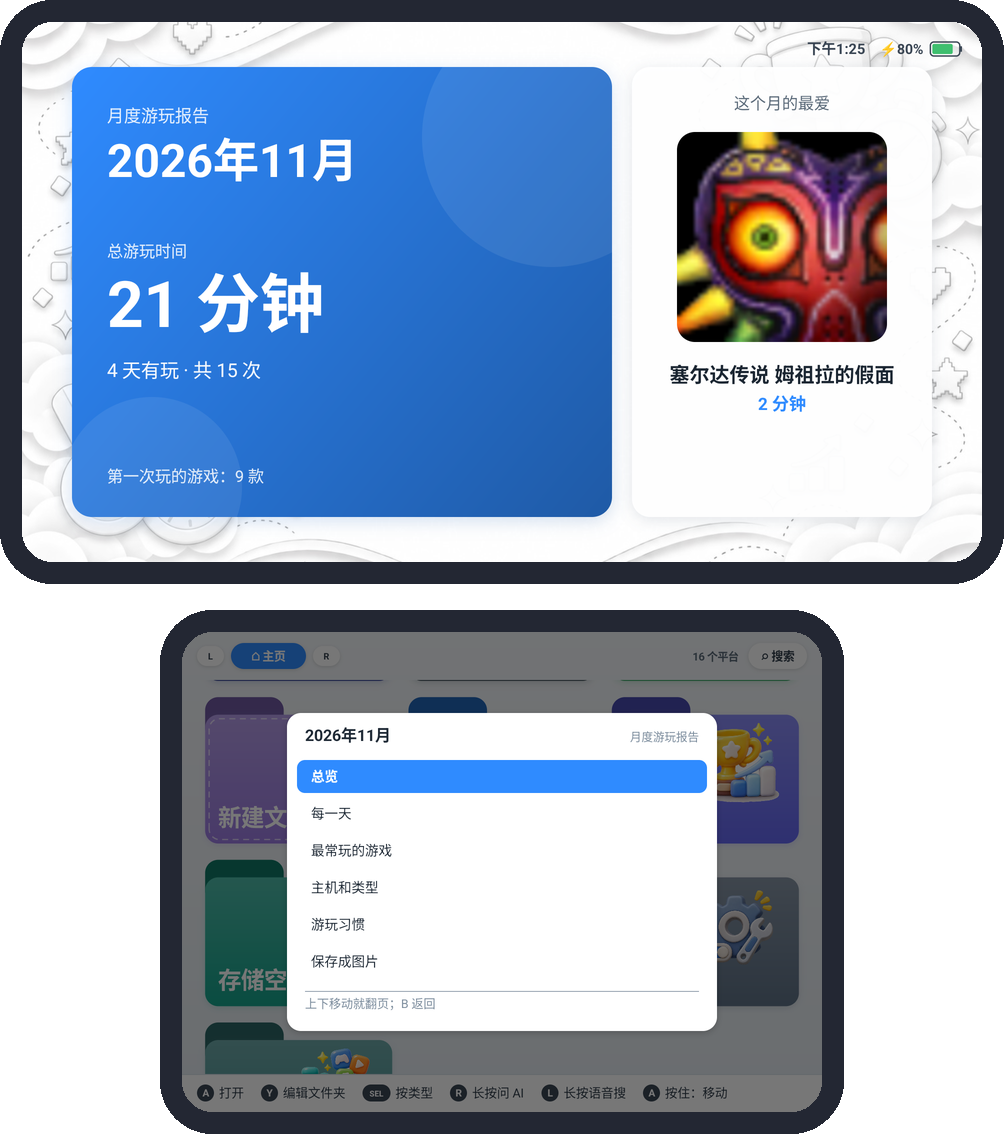 下午1:25 ⚡80%
月度游玩报告
2026年11月
总游玩时间
21 分钟
4 天有玩 · 共 15 次
第一次玩的游戏：9 款
这个月的最爱
塞尔达传说 姆祖拉的假面
2 分钟
L 主页 R 16 个平台 搜索
新建文
存储空
2026年11月 月度游玩报告
总览
每一天
最常玩的游戏
主机和类型
游玩习惯
保存成图片
上下移动就翻页；B 返回
A 打开 Y 编辑文件夹 SEL 按类型 R 长按问 AI L 长按语音搜 A 按住：移动